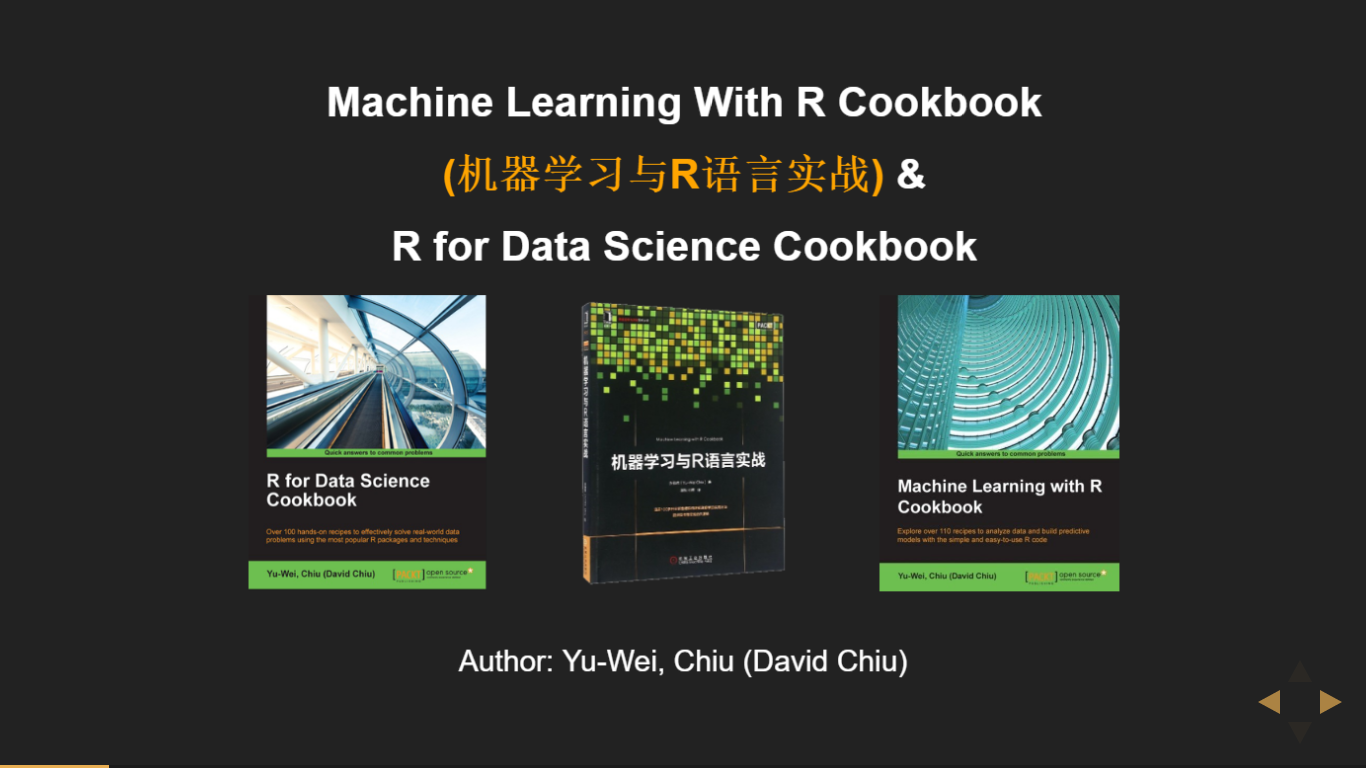 Machine Learning With R Cookbook
(机器学习与R语言实战) &
R for Data Science Cookbook
Quick answers to common problems
R for Data Science
Cookbook
Over 100 hands-on recipes to effectively solve real-world data
problems using the most popular R packages and techniques
Yu-Wei, Chiu (David Chiu)
[PACKT] open source
PACKT
Machine Learning with R Cookbook
机器学习与R语言实战
Quick answers to common problems
Machine Learning with R
Cookbook
Explore over 110 recipes to analyze data and build predictive
models with the simple and easy-to-use R code
Yu-Wei, Chiu (David Chiu)
[PACKT] open source
Author: Yu-Wei, Chiu (David Chiu)